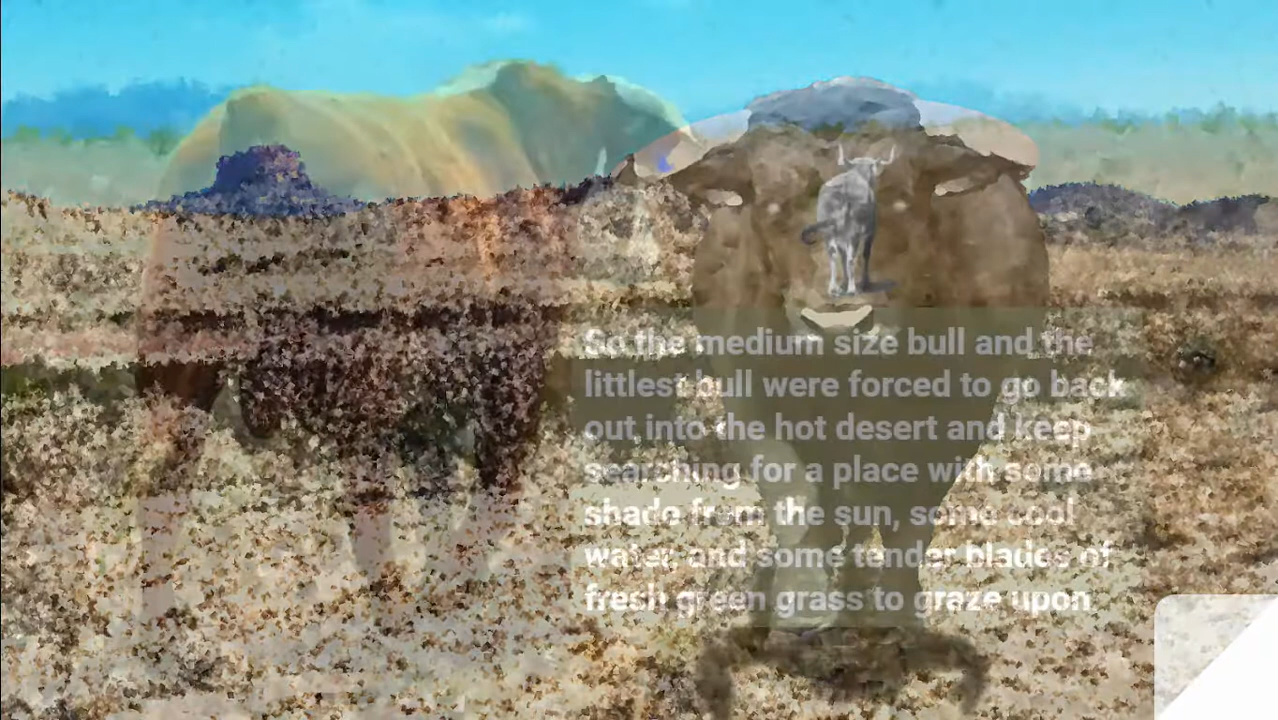 So the medium size bull and the
littlest bull were forced to go back
out into the hot desert and keep
searching for a place with some
shade from the sun, some cool
water, and some tender blades of
fresh green grass to graze upon